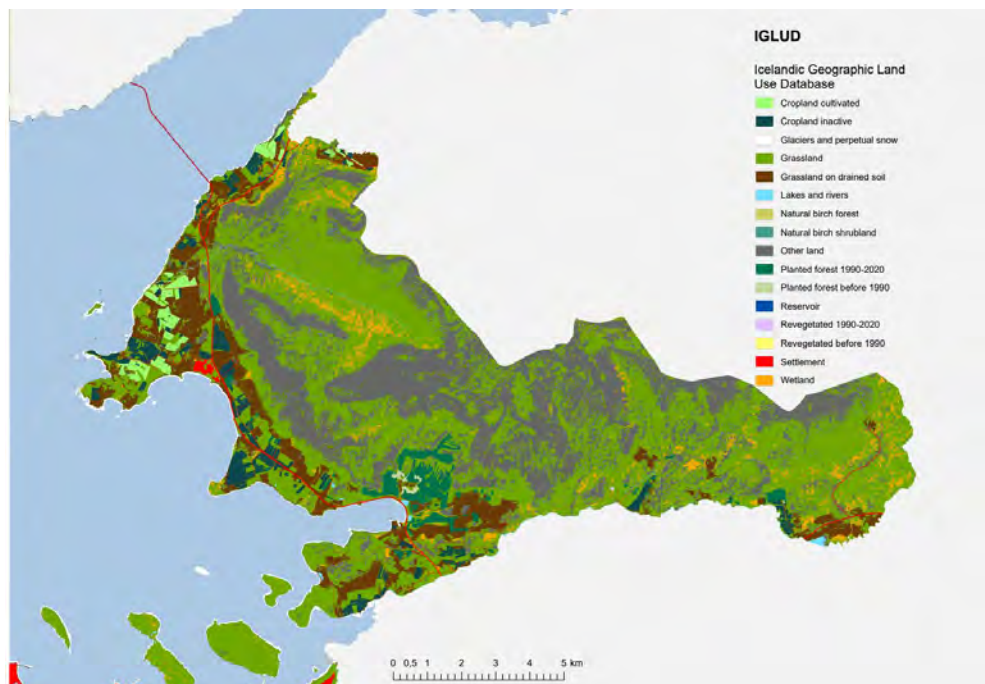 IGLUD
Icelandic Geographic Land
Use Database
Cropland cultivated
Cropland inactive
Glaciers and perpetual snow
Grassland
Grassland on drained soil
Lakes and rivers
Natural birch forest
Natural birch shrubland
Other land
Planted forest 1990-2020
Planted forest before 1990
Reservoir
Revegetated 1990-2020
Revegetated before 1990
Settlement
Wetland
0 0,5 1 2 3 4 5 km